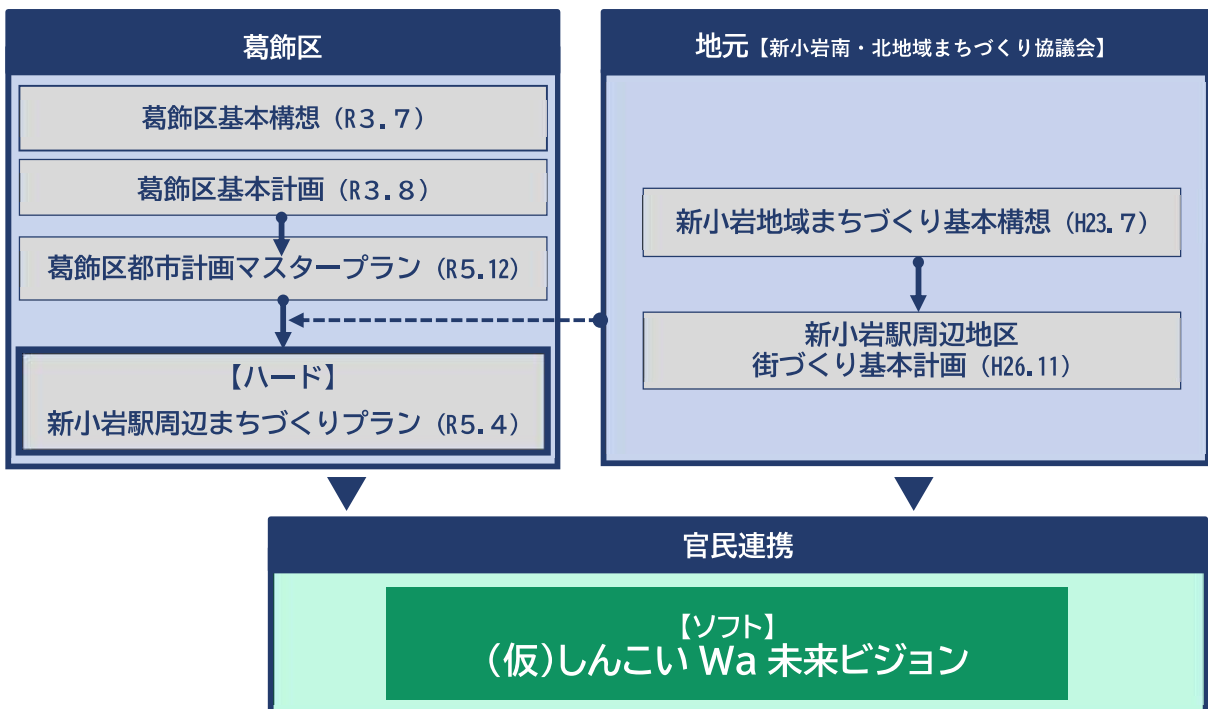 葛飾区
葛飾区基本構想（R3.7）
葛飾区基本計画（R3.8）
葛飾区都市計画マスタープラン（R5.12）
【ハード】
新小岩駅周辺まちづくりプラン（R5.4）
地元【新小岩南・北地域まちづくり協議会】
新小岩地域まちづくり基本構想（H23.7）
新小岩駅周辺地区
街づくり基本計画（H26.11）
官民連携
【ソフト】
（仮）しんこいWa 未来ビジョン